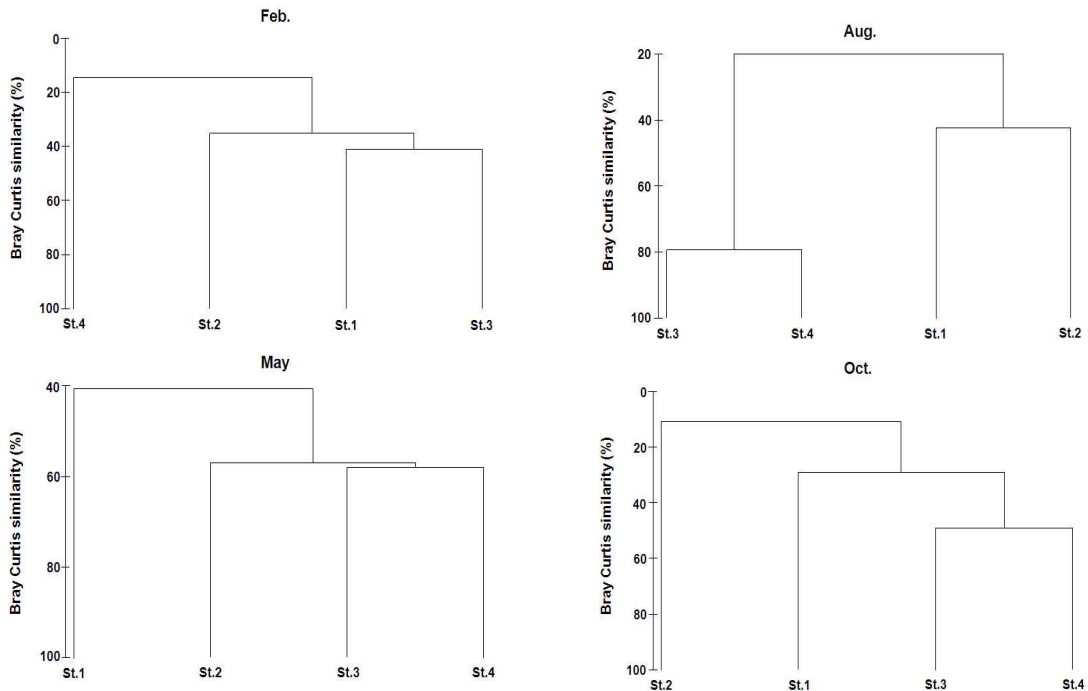 Feb.
Bray Curtis similarity (%)
0
20
40
60
80
100
St.4 St.2 St.1 St.3
Aug.
Bray Curtis similarity (%)
20
40
60
80
100
St.3 St.4 St.1 St.2
May
Bray Curtis similarity (%)
40
60
80
100
St.1 St.2 St.3 St.4
Oct.
Bray Curtis similarity (%)
0
20
40
60
80
100
St.2 St.1 St.3 St.4